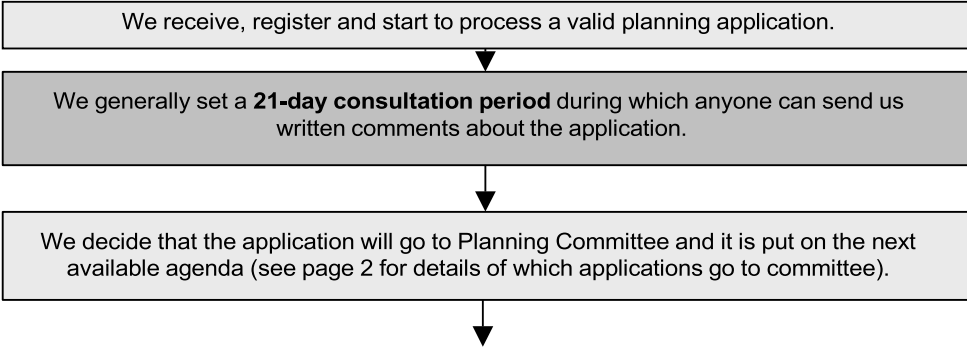 We receive, register and start to process a valid planning application.
We generally set a 21-day consultation period during which anyone can send us
written comments about the application.
We decide that the application will go to Planning Committee and it is put on the next
available agenda (see page 2 for details of which applications go to committee).